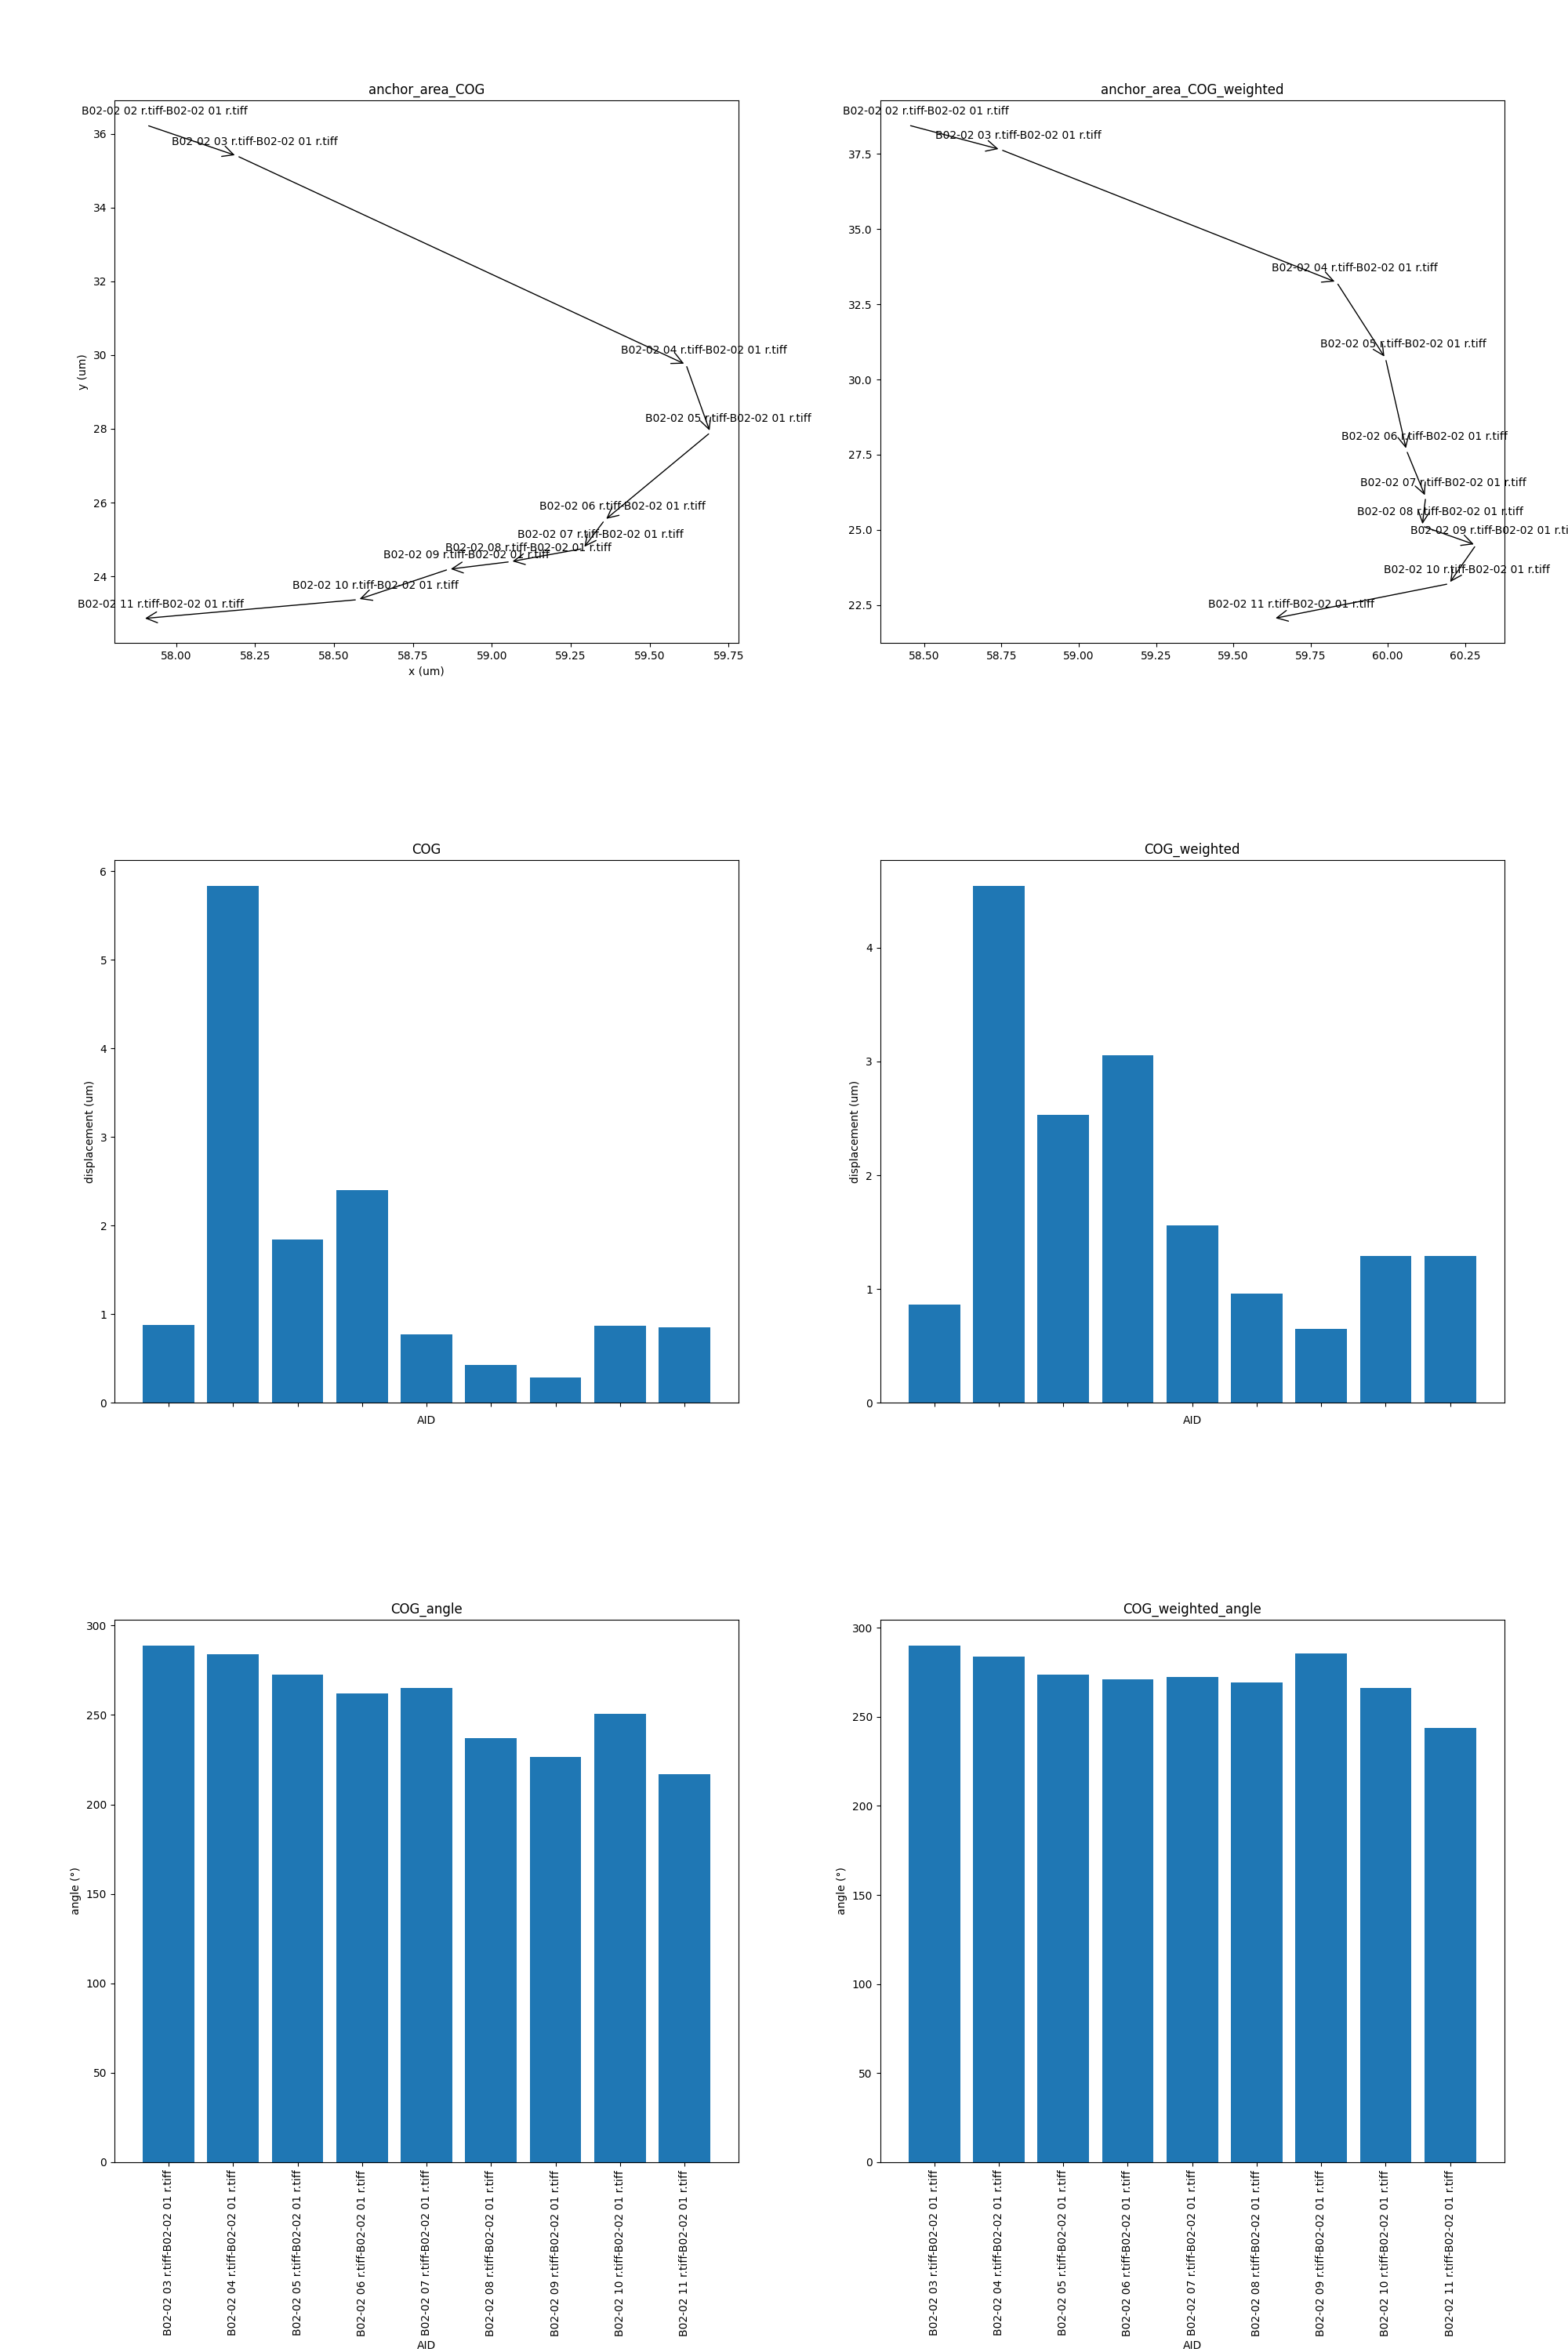 anchor_area_COG
B02-02 02 r.tiff-B02-02 01 r.tiff
B02-02 03 r.tiff-B02-02 01 r.tiff
B02-02 04 r.tiff-B02-02 01 r.tiff
B02-02 05 r.tiff-B02-02 01 r.tiff
B02-02 06 r.tiff-B02-02 01 r.tiff
B02-02 07 r.tiff-B02-02 01 r.tiff
B02-02 08 r.tiff-B02-02 01 r.tiff
B02-02 09 r.tiff-B02-02 01 r.tiff
B02-02 10 r.tiff-B02-02 01 r.tiff
B02-02 11 r.tiff-B02-02 01 r.tiff
36
34
32
30
28
26
24
y (um)
58.00 58.25 58.50 58.75 59.00 59.25 59.50 59.75
x (um)
anchor_area_COG_weighted
B02-02 02 r.tiff-B02-02 01 r.tiff
B02-02 03 r.tiff-B02-02 01 r.tiff
B02-02 04 r.tiff-B02-02 01 r.tiff
B02-02 05 r.tiff-B02-02 01 r.tiff
B02-02 06 r.tiff-B02-02 01 r.tiff
B02-02 07 r.tiff-B02-02 01 r.tiff
B02-02 08 r.tiff-B02-02 01 r.tiff
B02-02 09 r.tiff-B02-02 01 r.ti
B02-02 10 r.tiff-B02-02 01 r.tiff
B02-02 11 r.tiff-B02-02 01 r.tiff
37.5
35.0
32.5
30.0
27.5
25.0
22.5
58.50 58.75 59.00 59.25 59.50 59.75 60.00 60.25
COG
6
5
4
3
2
1
0
displacement (um)
AID
COG_weighted
4
3
2
1
0
displacement (um)
AID
COG_angle
300
250
200
150
100
50
0
angle (°)
B02-02 03 r.tiff-B02-02 01 r.tiff
B02-02 04 r.tiff-B02-02 01 r.tiff
B02-02 05 r.tiff-B02-02 01 r.tiff
B02-02 06 r.tiff-B02-02 01 r.tiff
B02-02 07 r.tiff-B02-02 01 r.tiff
B02-02 08 r.tiff-B02-02 01 r.tiff
B02-02 09 r.tiff-B02-02 01 r.tiff
B02-02 10 r.tiff-B02-02 01 r.tiff
B02-02 11 r.tiff-B02-02 01 r.tiff
AID
COG_weighted_angle
300
250
200
150
100
50
0
angle (°)
B02-02 03 r.tiff-B02-02 01 r.tiff
B02-02 04 r.tiff-B02-02 01 r.tiff
B02-02 05 r.tiff-B02-02 01 r.tiff
B02-02 06 r.tiff-B02-02 01 r.tiff
B02-02 07 r.tiff-B02-02 01 r.tiff
B02-02 08 r.tiff-B02-02 01 r.tiff
B02-02 09 r.tiff-B02-02 01 r.tiff
B02-02 10 r.tiff-B02-02 01 r.tiff
B02-02 11 r.tiff-B02-02 01 r.tiff
AID